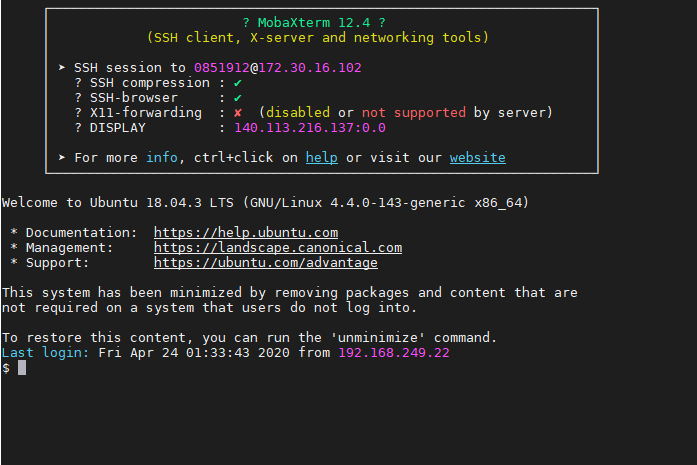 ? MobaXterm 12.4 ?
(SSH client, X-server and networking tools)
➤ SSH session to 0851912@172.30.16.102
? SSH compression : ✔
? SSH-browser     : ✔
? X11-forwarding  : ✘  (disabled or not supported by server)
? DISPLAY         : 140.113.216.137:0.0
➤ For more info, ctrl+click on help or visit our website
Welcome to Ubuntu 18.04.3 LTS (GNU/Linux 4.4.0-143-generic x86_64)
* Documentation:  https://help.ubuntu.com
* Management:     https://landscape.canonical.com
* Support:        https://ubuntu.com/advantage
This system has been minimized by removing packages and content that are
not required on a system that users do not log into.
To restore this content, you can run the 'unminimize' command.
Last login: Fri Apr 24 01:33:43 2020 from 192.168.249.22
$